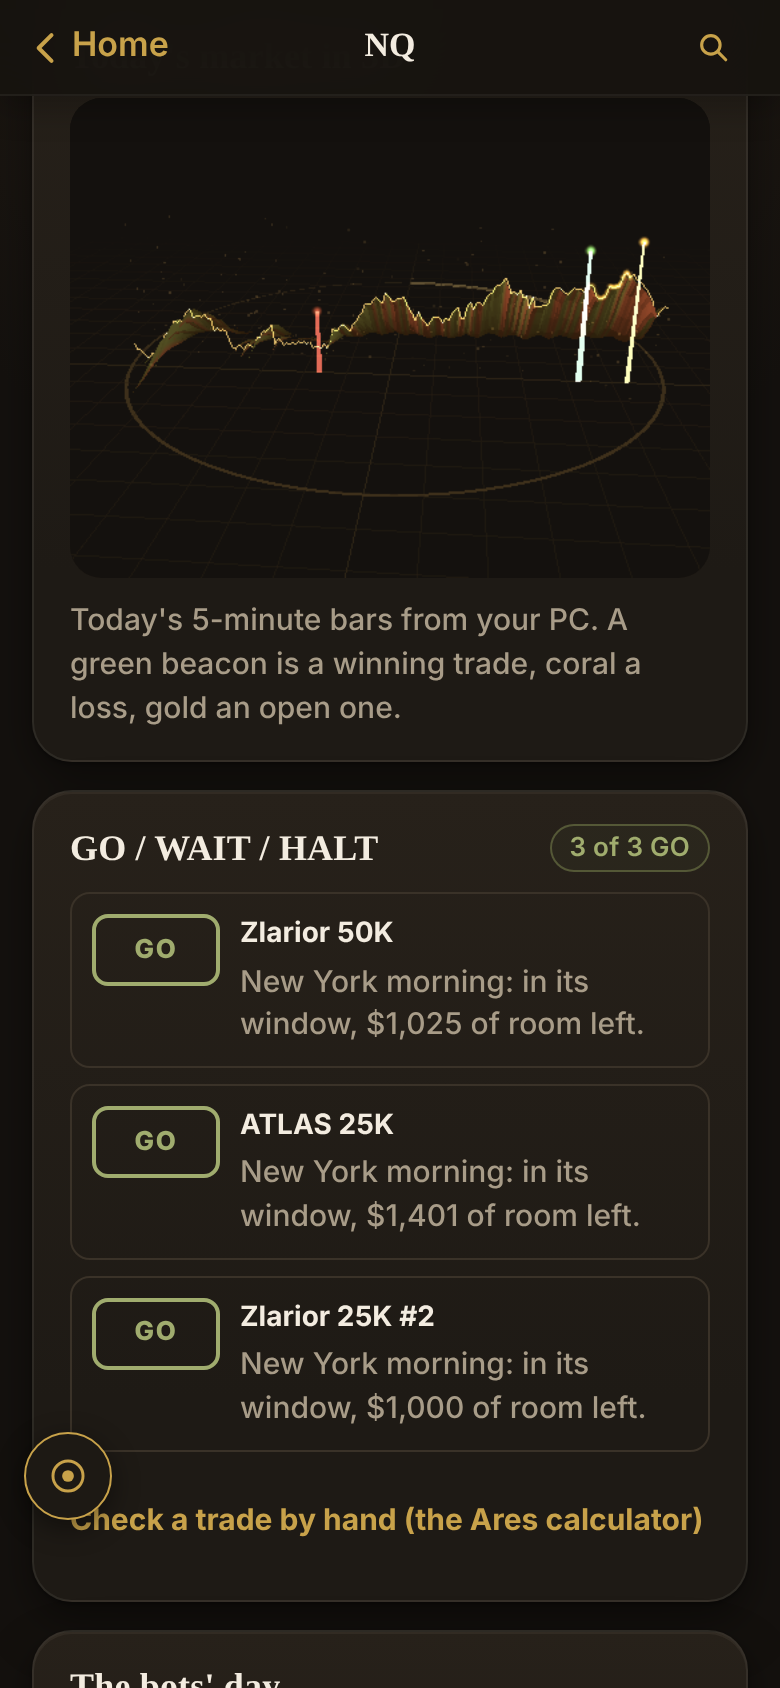 Home
NQ
Today's 5-minute bars from your PC. A
green beacon is a winning trade, coral a
loss, gold an open one.
GO / WAIT / HALT
3 of 3 GO
GO
Zlarior 50K
New York morning: in its
window, $1,025 of room left.
GO
ATLAS 25K
New York morning: in its
window, $1,401 of room left.
GO
Zlarior 25K #2
New York morning: in its
window, $1,000 of room left.
Check a trade by hand (the Ares calculator)
The bots' day